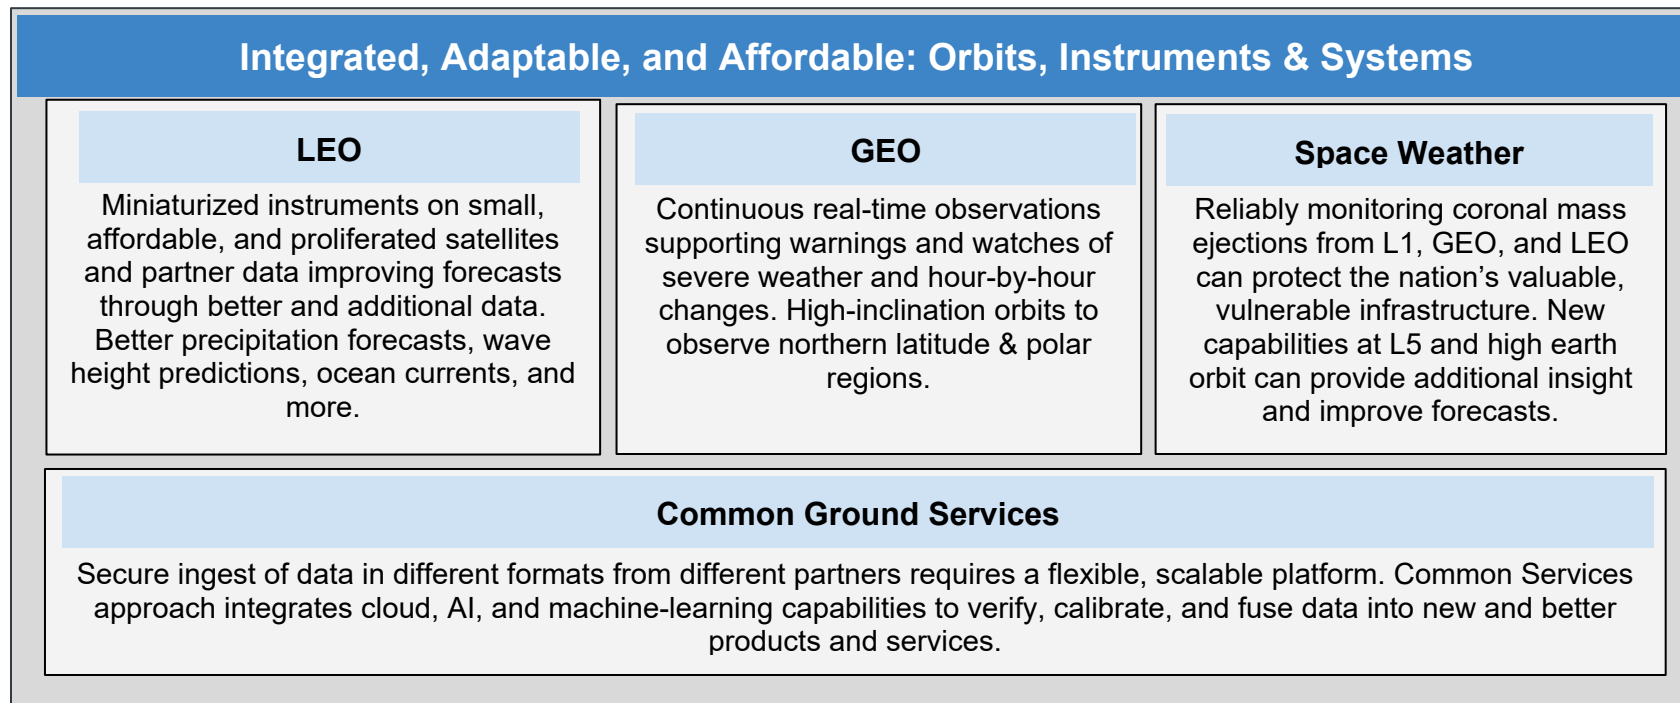 Integrated, Adaptable, and Affordable: Orbits, Instruments & Systems
LEO
Miniaturized instruments on small,
affordable, and proliferated satellites
and partner data improving forecasts
through better and additional data.
Better precipitation forecasts, wave
height predictions, ocean currents, and
more.
GEO
Continuous real-time observations
supporting warnings and watches of
severe weather and hour-by-hour
changes. High-inclination orbits to
observe northern latitude & polar
regions.
Space Weather
Reliably monitoring coronal mass
ejections from L1, GEO, and LEO
can protect the nation’s valuable,
vulnerable infrastructure. New
capabilities at L5 and high earth
orbit can provide additional insight
and improve forecasts.
Common Ground Services
Secure ingest of data in different formats from different partners requires a flexible, scalable platform. Common Services
approach integrates cloud, AI, and machine-learning capabilities to verify, calibrate, and fuse data into new and better
products and services.